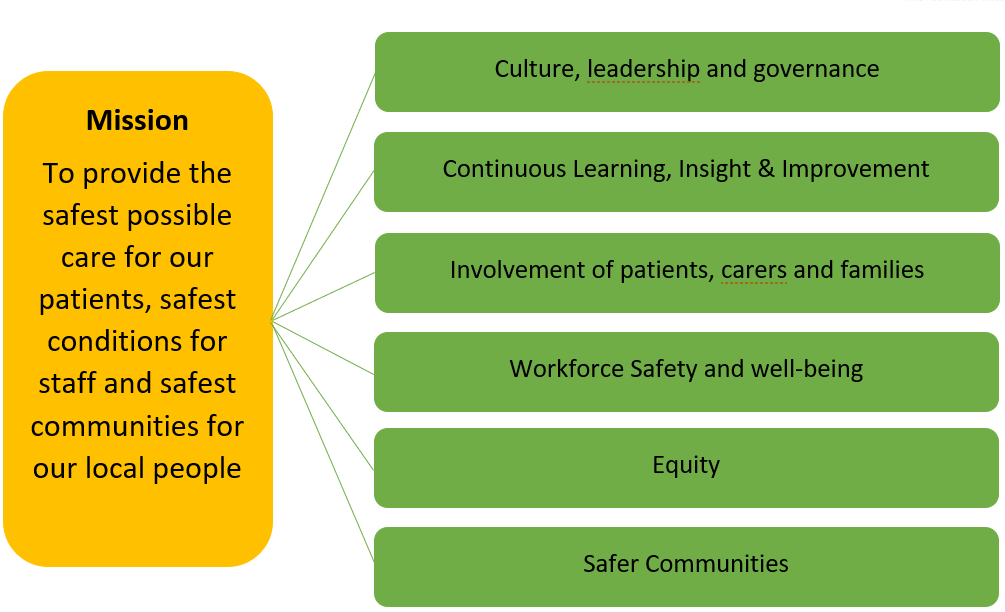 Mission
To provide the
safest possible
care for our
patients, safest
conditions for
staff and safest
communities for
our local people
Culture, leadership and governance
Continuous Learning, Insight & Improvement
Involvement of patients, carers and families
Workforce Safety and well-being
Equity
Safer Communities